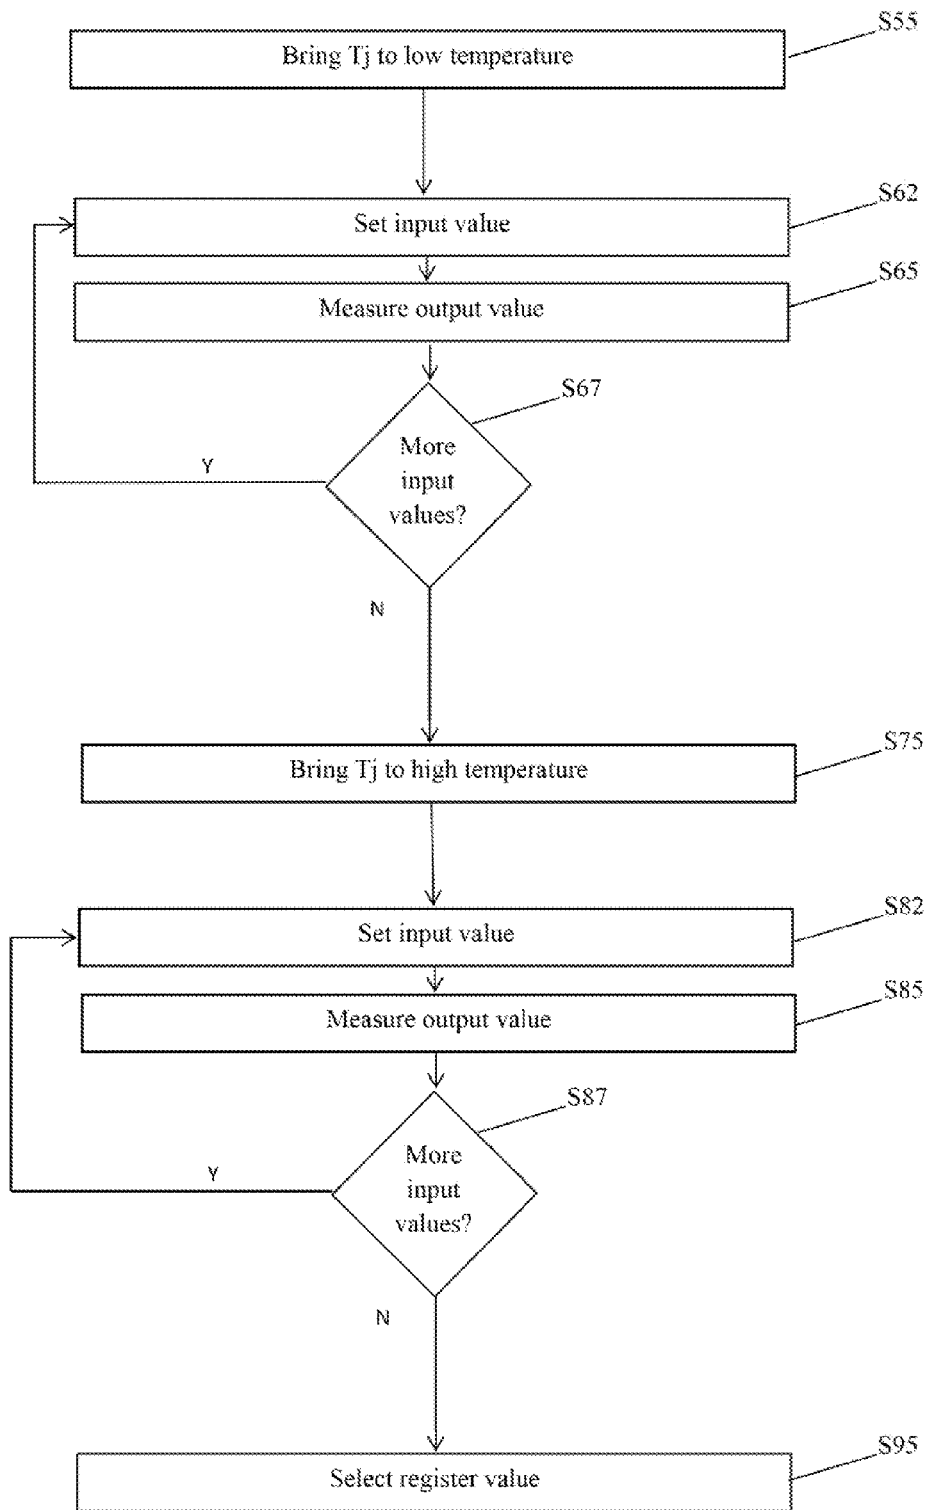 S55
Bring Tj to low temperature
S62
Set input value
S65
Measure output value
S67
More
input
values?
Y
N
S75
Bring Tj to high temperature
S82
Set input value
S85
Measure output value
S87
More
input
values?
Y
N
S95
Select register value